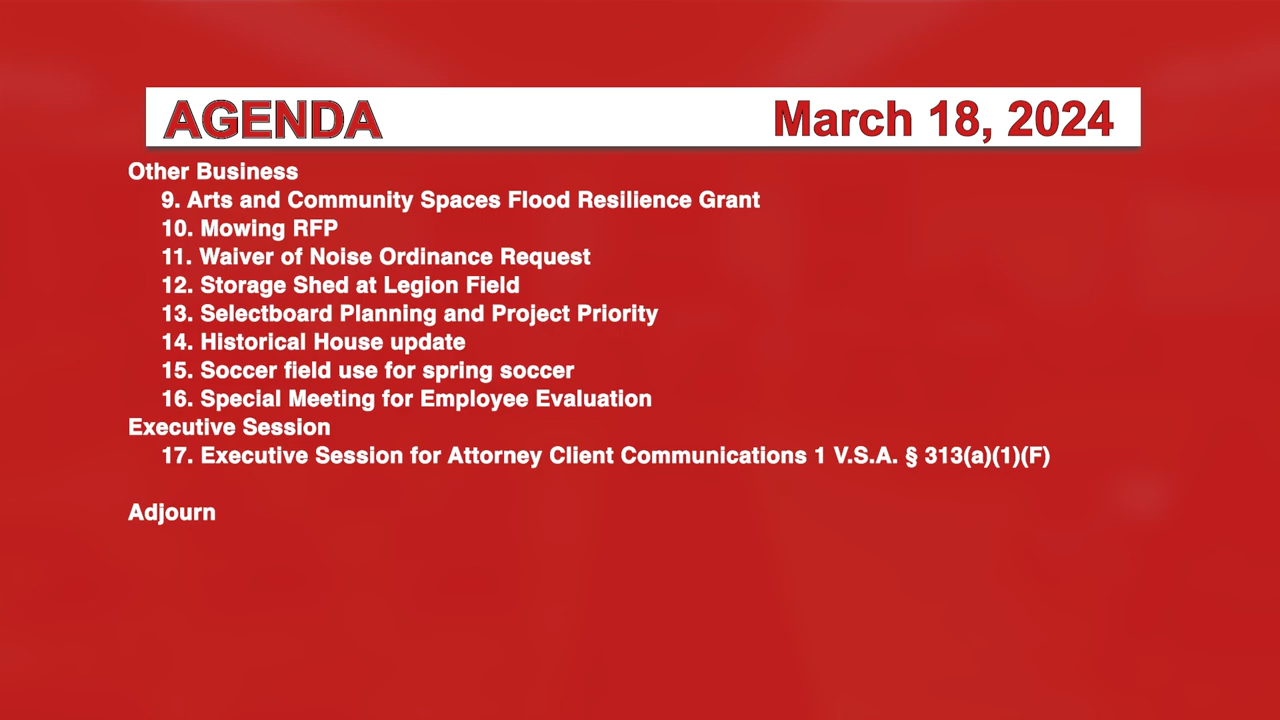 AGENDA March 18, 2024
Other Business
9. Arts and Community Spaces Flood Resilience Grant
10. Mowing RFP
11. Waiver of Noise Ordinance Request
12. Storage Shed at Legion Field
13. Selectboard Planning and Project Priority
14. Historical House update
15. Soccer field use for spring soccer
16. Special Meeting for Employee Evaluation
Executive Session
17. Executive Session for Attorney Client Communications 1 V.S.A. § 313(a)(1)(F)
Adjourn